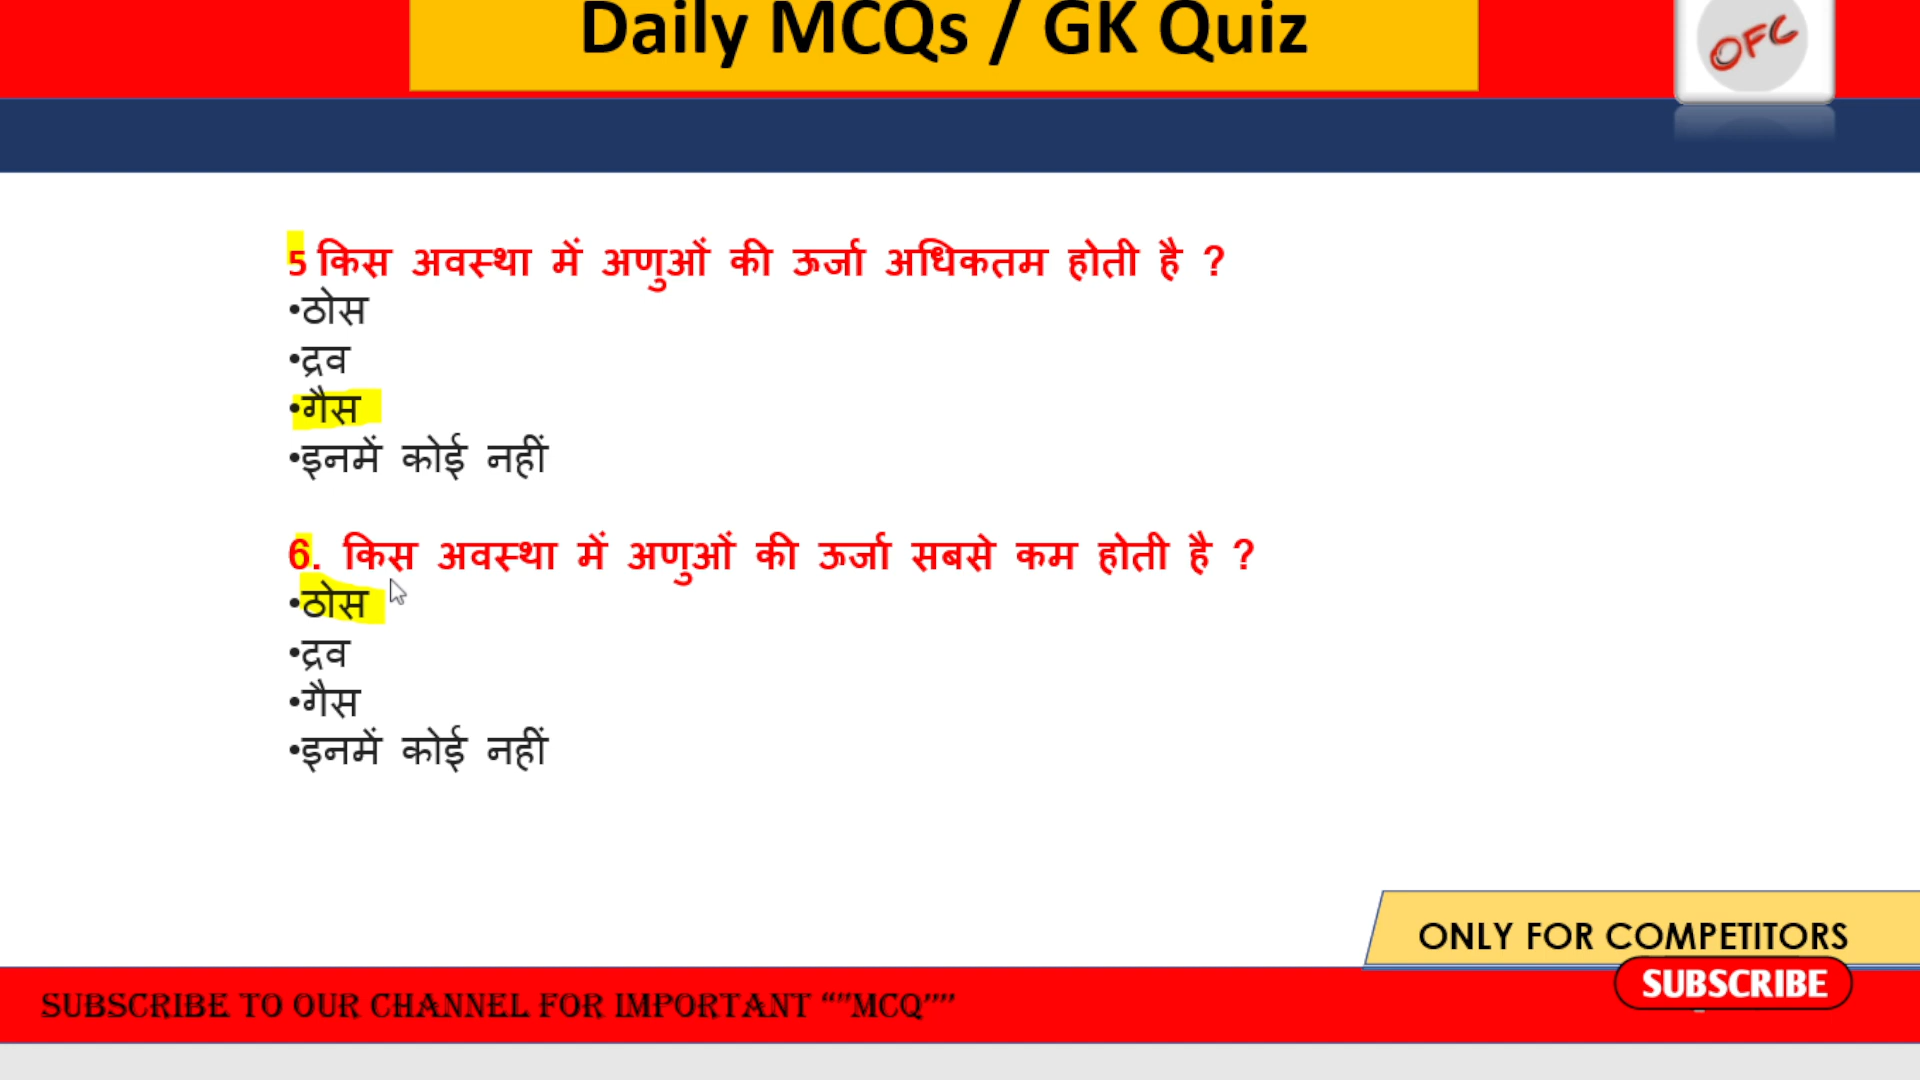 Daily MCQs / GK Quiz
OFC
5 किस अवस्था में अणुओं की ऊर्जा अधिकतम होती है ?
•ठोस
•द्रव
•गैस
•इनमें कोई नहीं
6. किस अवस्था में अणुओं की ऊर्जा सबसे कम होती है ?
•ठोस
•द्रव
•गैस
•इनमें कोई नहीं
ONLY FOR COMPETITORS
SUBSCRIBE
SUBSCRIBE TO OUR CHANNEL FOR IMPORTANT “"MCQ””